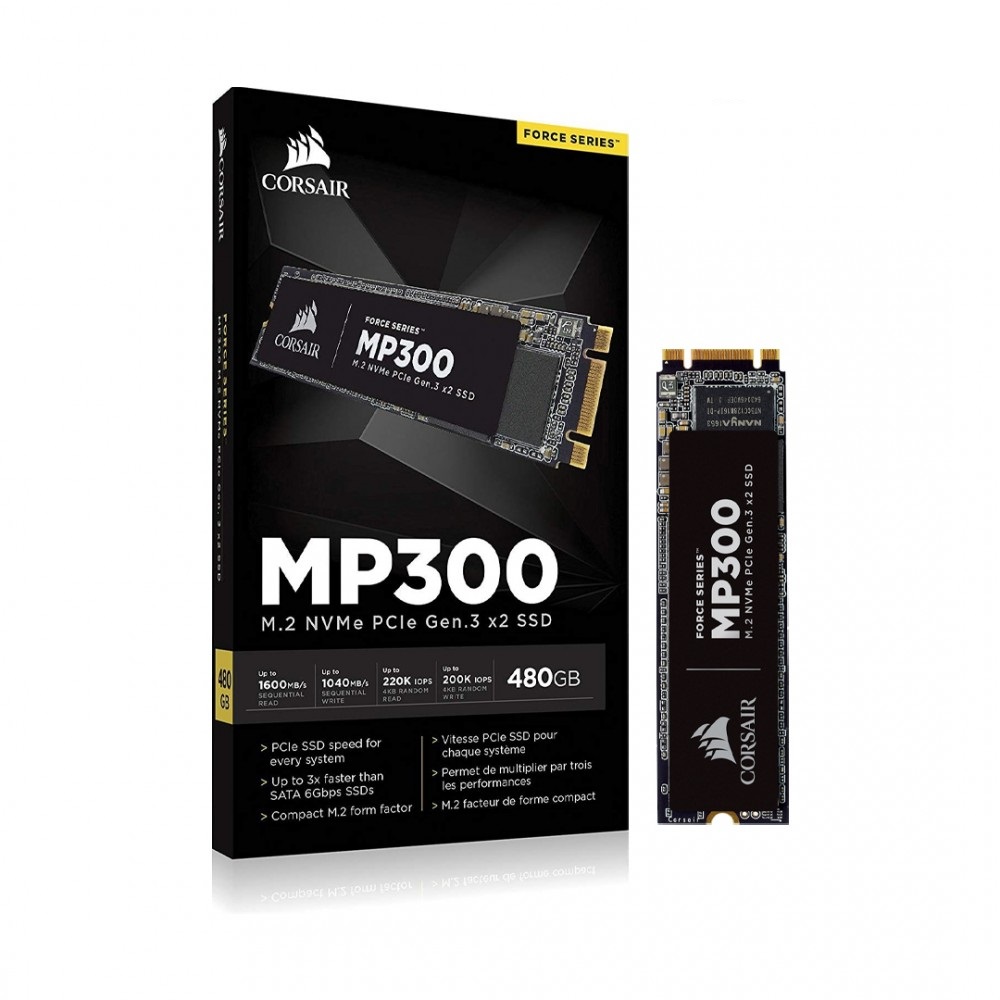 FORCE SERIES™
CORSAIR
CORSAIR
FORCE SERIES
MP300 M.2 NVMe PCIe Gen.3 x2 SSD
480
GB
FORCE SERIES™
MP300
M.2 NVMe PCIe Gen.3 x2 SSD
CORSAIR
MP300
M.2 NVMe PCIe Gen.3 x2 SSD
Up to
1600MB/s
SEQUENTIAL
READ
Up to
1040MB/s
SEQUENTIAL
WRITE
Up to
220K IOPS
4KB RANDOM
READ
Up to
200K IOPS
4KB RANDOM
WRITE
480GB
> PCIe SSD speed for
every system
> Up to 3x faster than
SATA 6Gbps SSDs
> Compact M.2 form factor
> Vitesse PCIe SSD pour
chaque système
> Permet de multiplier par trois
les performances
> M.2 facteur de forme compact
NANYA 1653
FORCE SERIES™
MP300
M.2 NVMe PCIe Gen.3 x2 SSD
CORSAIR